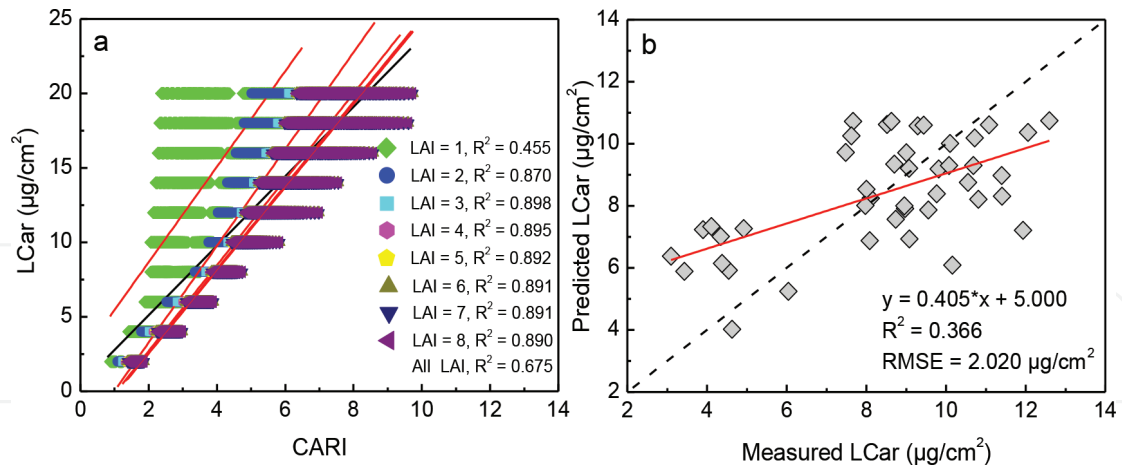 a
LCar (µg/cm²)
25
20
15
10
5
0
LAI = 1, R² = 0.455
LAI = 2, R² = 0.870
LAI = 3, R² = 0.898
LAI = 4, R² = 0.895
LAI = 5, R² = 0.892
LAI = 6, R² = 0.891
LAI = 7, R² = 0.891
LAI = 8, R² = 0.890
All LAI, R² = 0.675
0 2 4 6 8 10 12 14
CARI
b
Predicted LCar (µg/cm²)
14
12
10
8
6
4
2
y = 0.405*x + 5.000
R² = 0.366
RMSE = 2.020 µg/cm²
2 4 6 8 10 12 14
Measured LCar (µg/cm²)